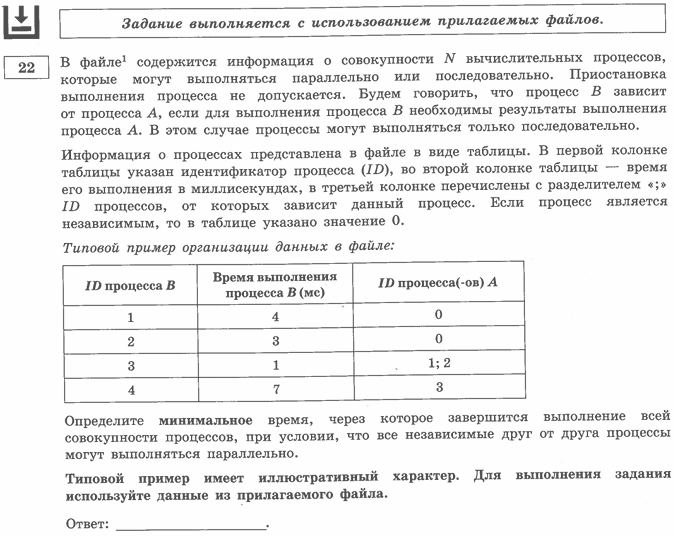 Задание выполняется с использованием прилагаемых файлов.
22
В файле¹ содержится информация о совокупности N вычислительных процессов,
которые могут выполняться параллельно или последовательно. Приостановка
выполнения процесса не допускается. Будем говорить, что процесс B зависит
от процесса A, если для выполнения процесса B необходимы результаты выполнения
процесса A. В этом случае процессы могут выполняться только последовательно.
Информация о процессах представлена в файле в виде таблицы. В первой колонке
таблицы указан идентификатор процесса (ID), во второй колонке таблицы — время
его выполнения в миллисекундах, в третьей колонке перечислены с разделителем «;»
ID процессов, от которых зависит данный процесс. Если процесс является
независимым, то в таблице указано значение 0.
Типовой пример организации данных в файле:
ID процесса B
Время выполнения
процесса B (мс)
ID процесса(-ов) A
1 4 0
2 3 0
3 1 1; 2
4 7 3
Определите минимальное время, через которое завершится выполнение всей
совокупности процессов, при условии, что все независимые друг от друга процессы
могут выполняться параллельно.
Типовой пример имеет иллюстративный характер. Для выполнения задания
используйте данные из прилагаемого файла.
Ответ: ____________________.